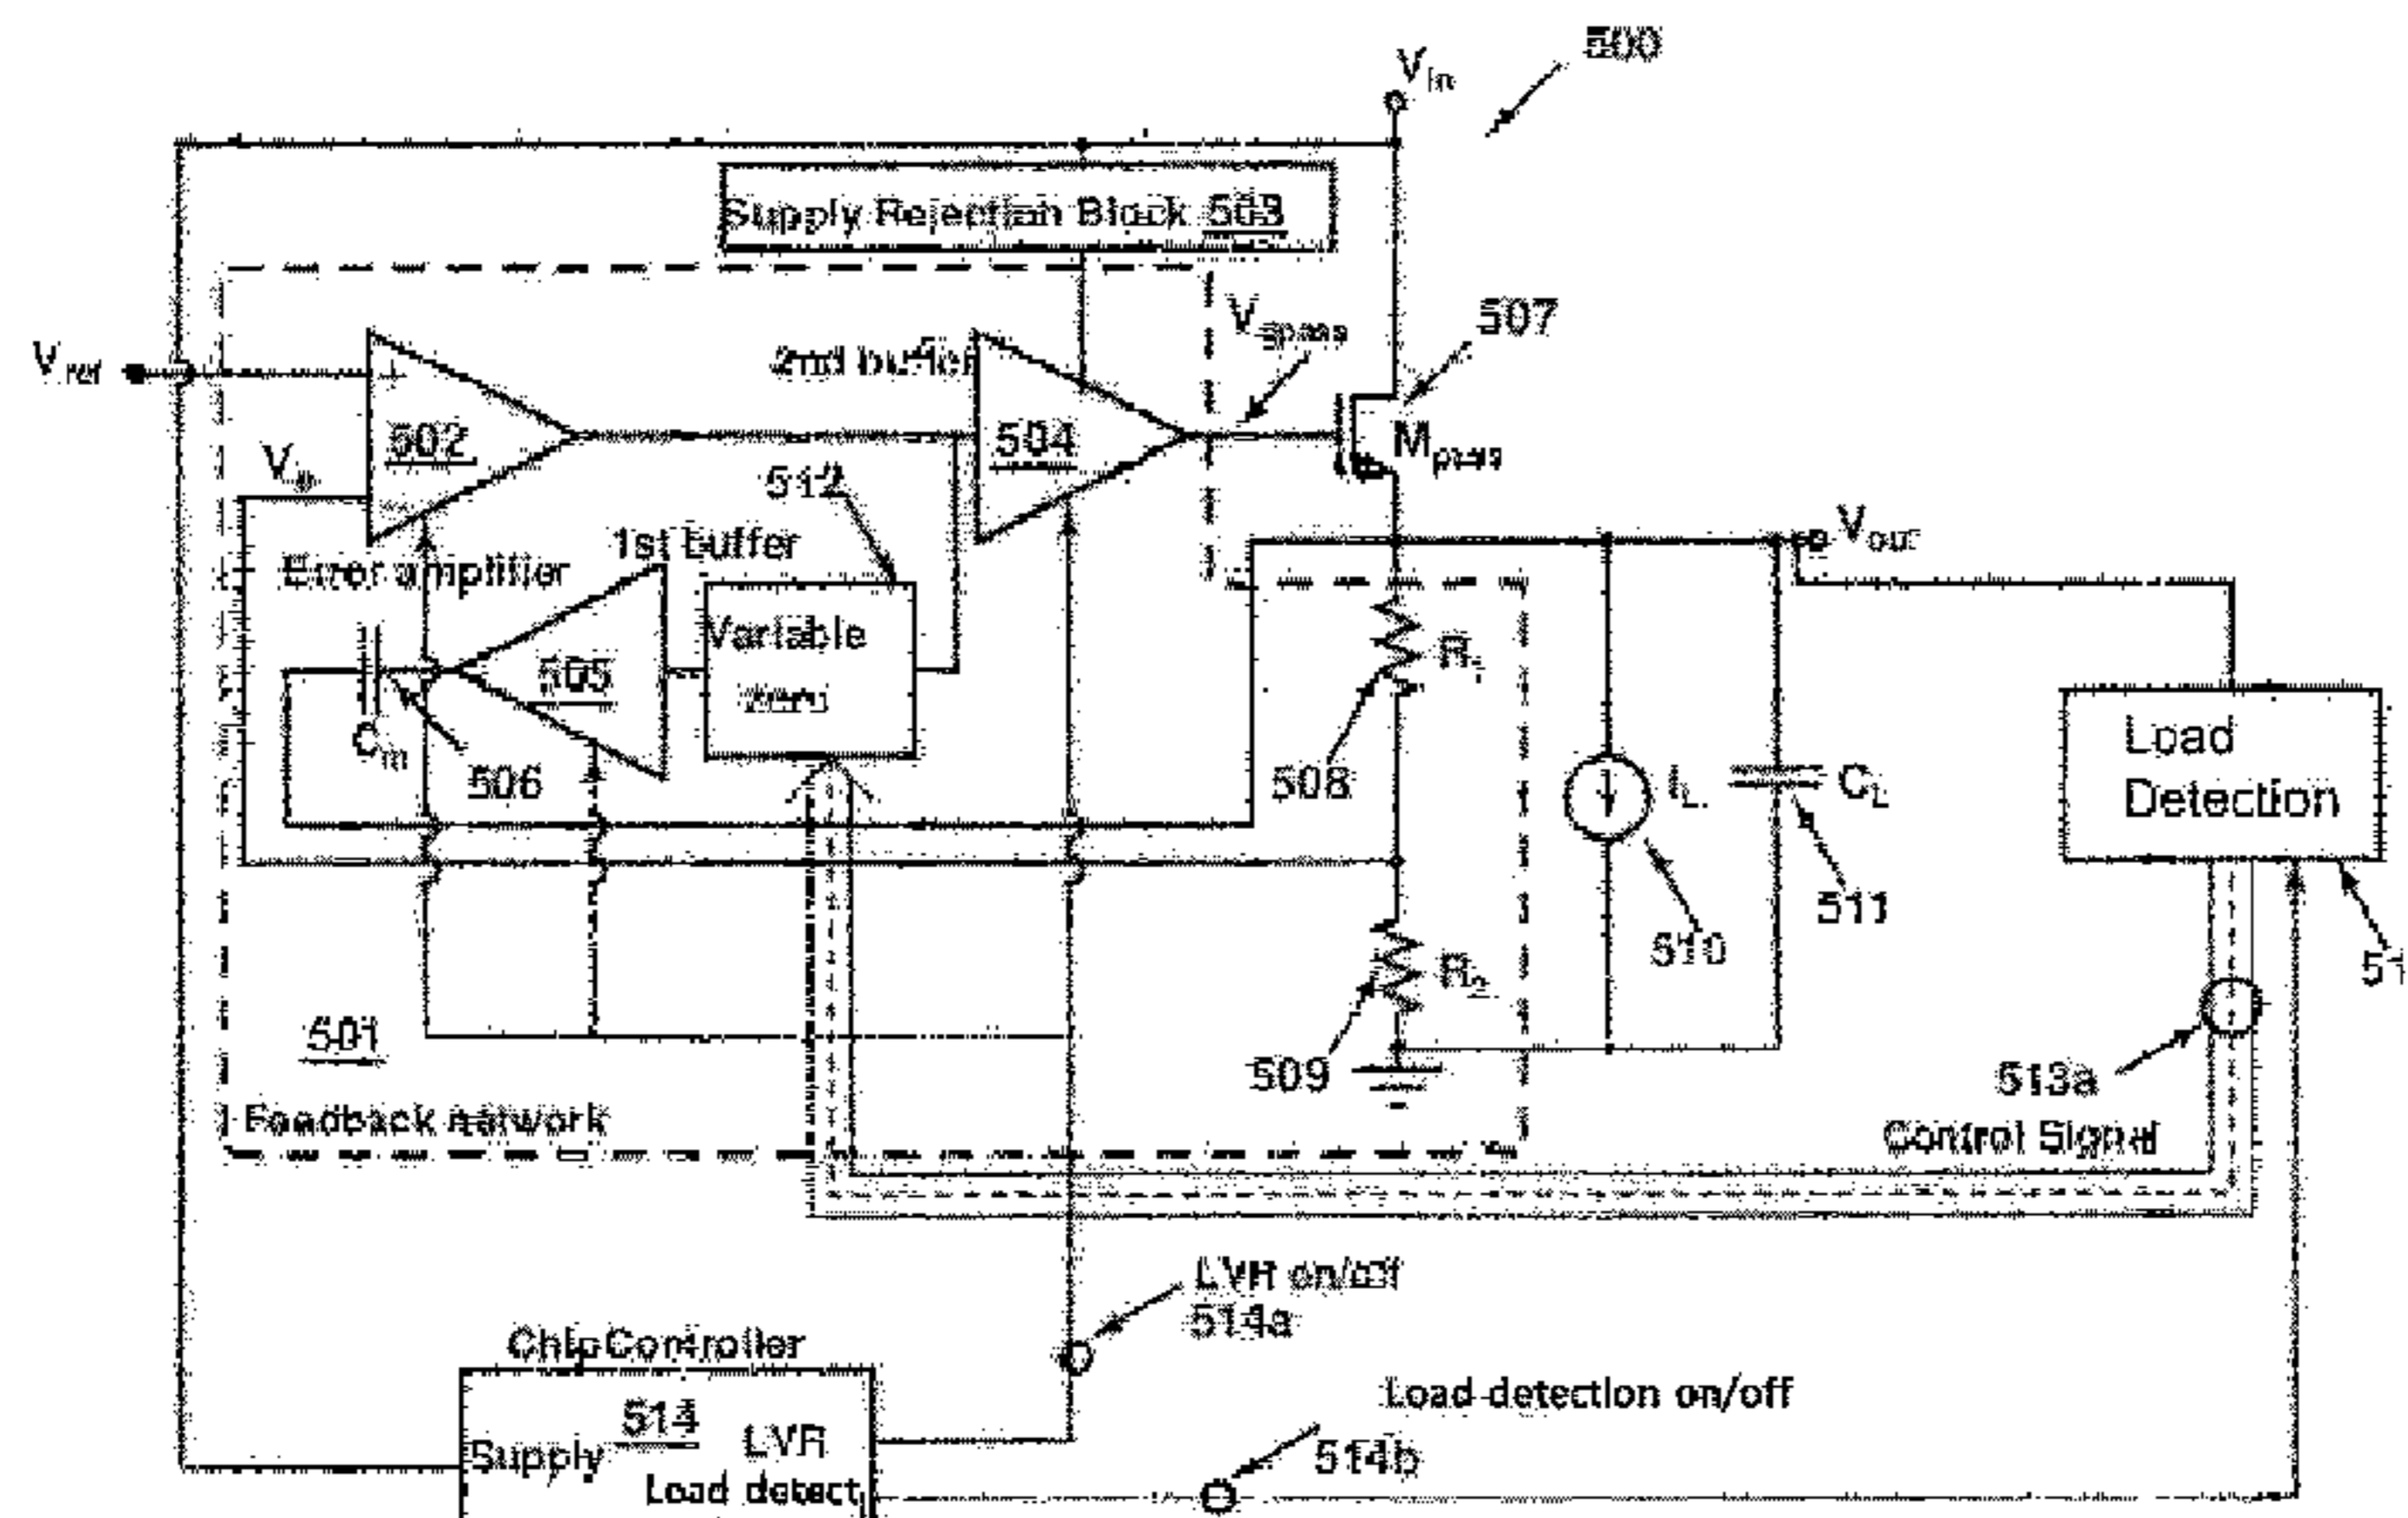 500
Vin
Supply Rejection Block 503
Vref
2nd buffer
Vgpass
507
502
504
Mpass
Vfb
512
Vout
Error amplifier
1st buffer
Variable
zero
505
R1
Load
Detection
Cm
506
508
IL
CL
511
510
R2
51
501
509
513a
Feedback network
Control Signal
LVR on/off
514a
Chip Controller
Load detection on/off
514
Supply
LVR
514b
Load detect